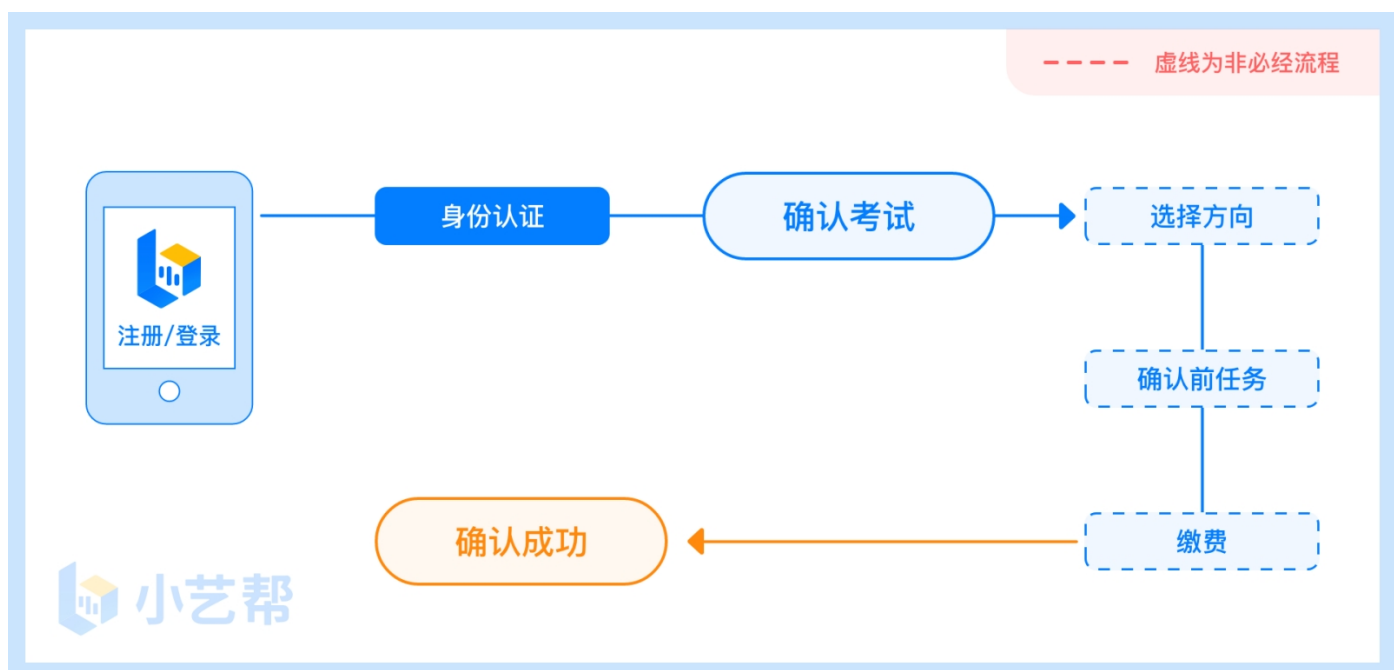 虚线为非必经流程
注册/登录
身份认证
确认考试
选择方向
确认前任务
缴费
确认成功
小艺帮